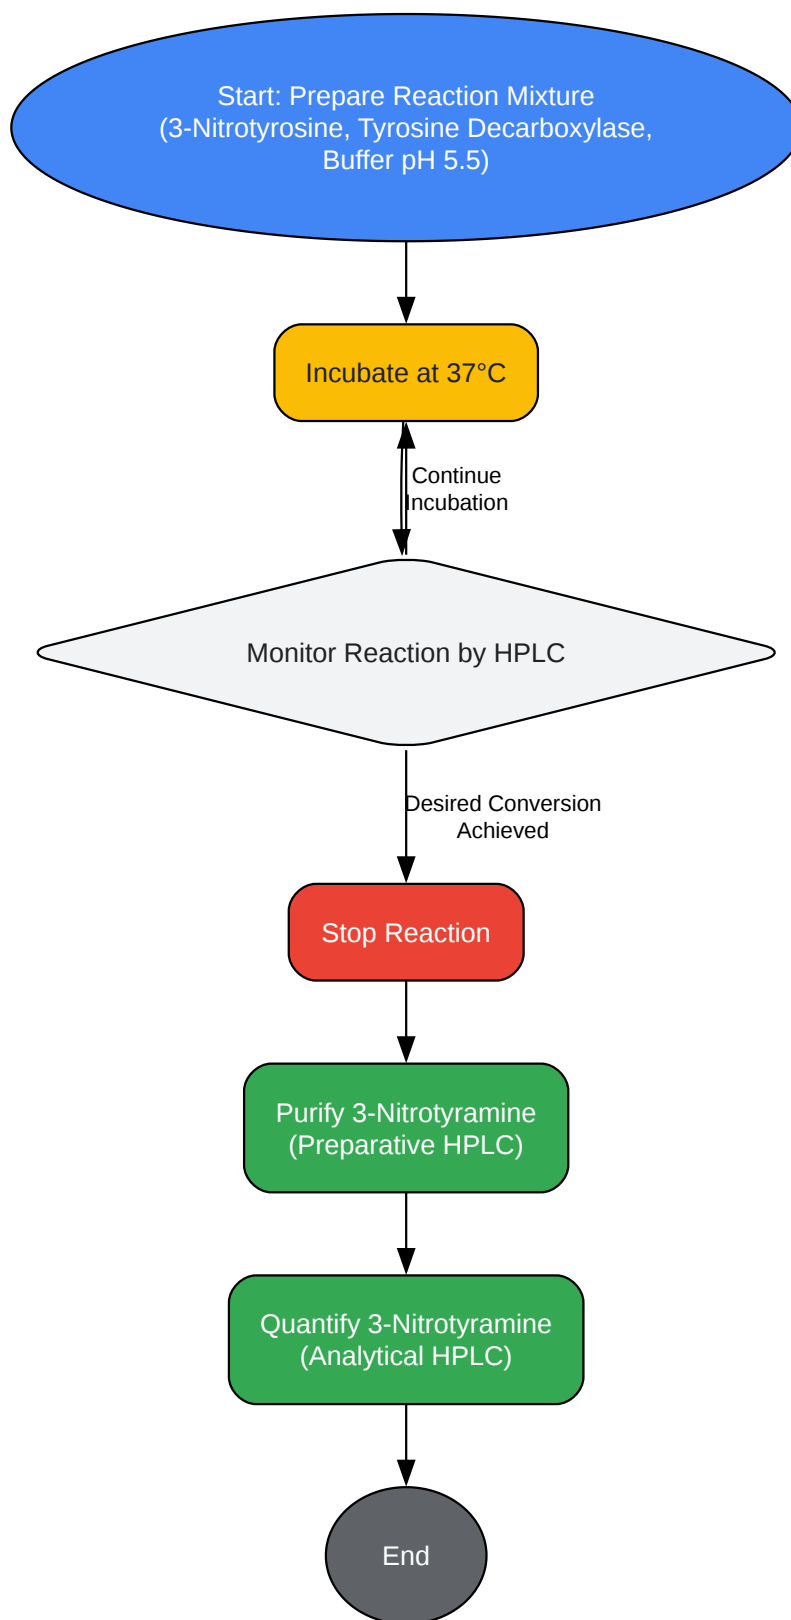 Start: Prepare Reaction Mixture
(3-Nitrotyrosine, Tyrosine Decarboxylase,
Buffer pH 5.5)
Incubate at 37°C
Continue
Incubation
Monitor Reaction by HPLC
Desired Conversion
Achieved
Stop Reaction
Purify 3-Nitrotyramine
(Preparative HPLC)
Quantify 3-Nitrotyramine
(Analytical HPLC)
End